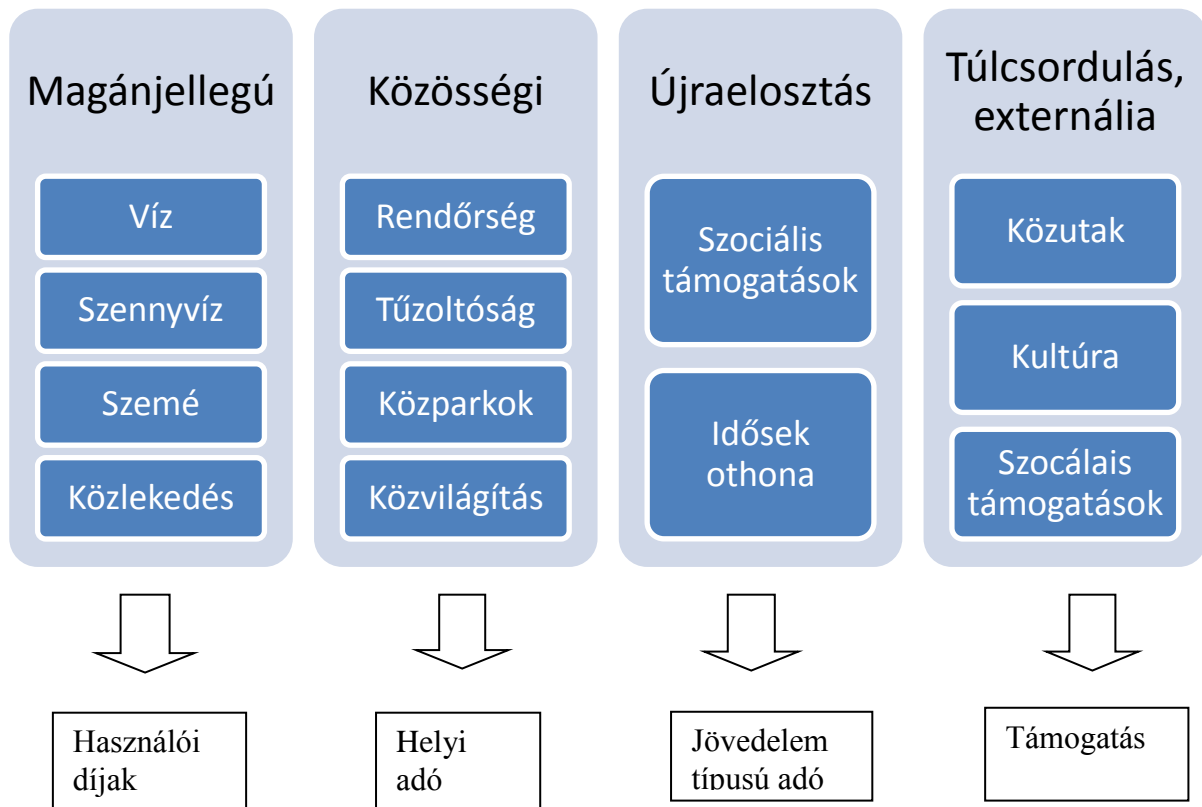 Magánjellegú
Víz
Szennyvíz
Szemé
Közlekedés
Használói
díjak
Közösségi
Rendőrség
Tűzoltóság
Közparkok
Közvilágítás
Helyi
adó
Újraelosztás
Szociális
támogatások
Idősek
othona
Jövedelem
típusú adó
Túlcsordulás,
externália
Közutak
Kultúra
Szocálais
támogatások
Támogatás